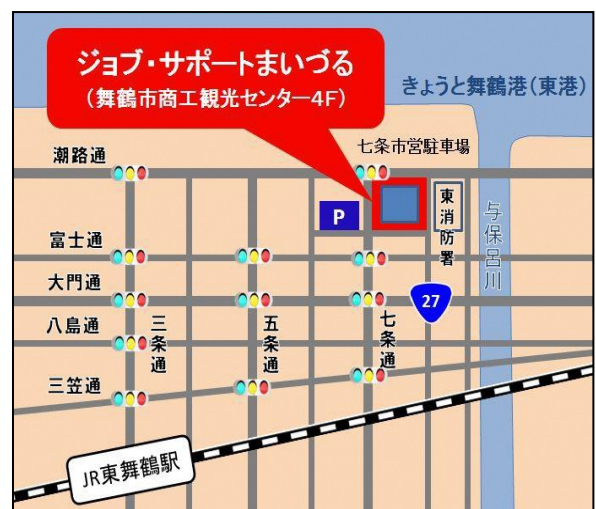 ジョブ・サポートまいづる
(舞鶴市商工観光センター4F)
きょうと舞鶴港(東港)
七条市営駐車場
潮路通
P
東消防署
与保呂川
富士通
大門通
27
八島通
三条通
五条通
七条通
三笠通
JR東舞鶴駅